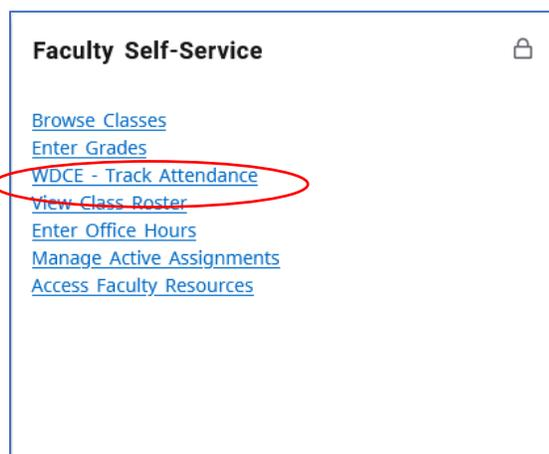 Faculty Self-Service
Browse Classes
Enter Grades
WDCE - Track Attendance
View Class Roster
Enter Office Hours
Manage Active Assignments
Access Faculty Resources